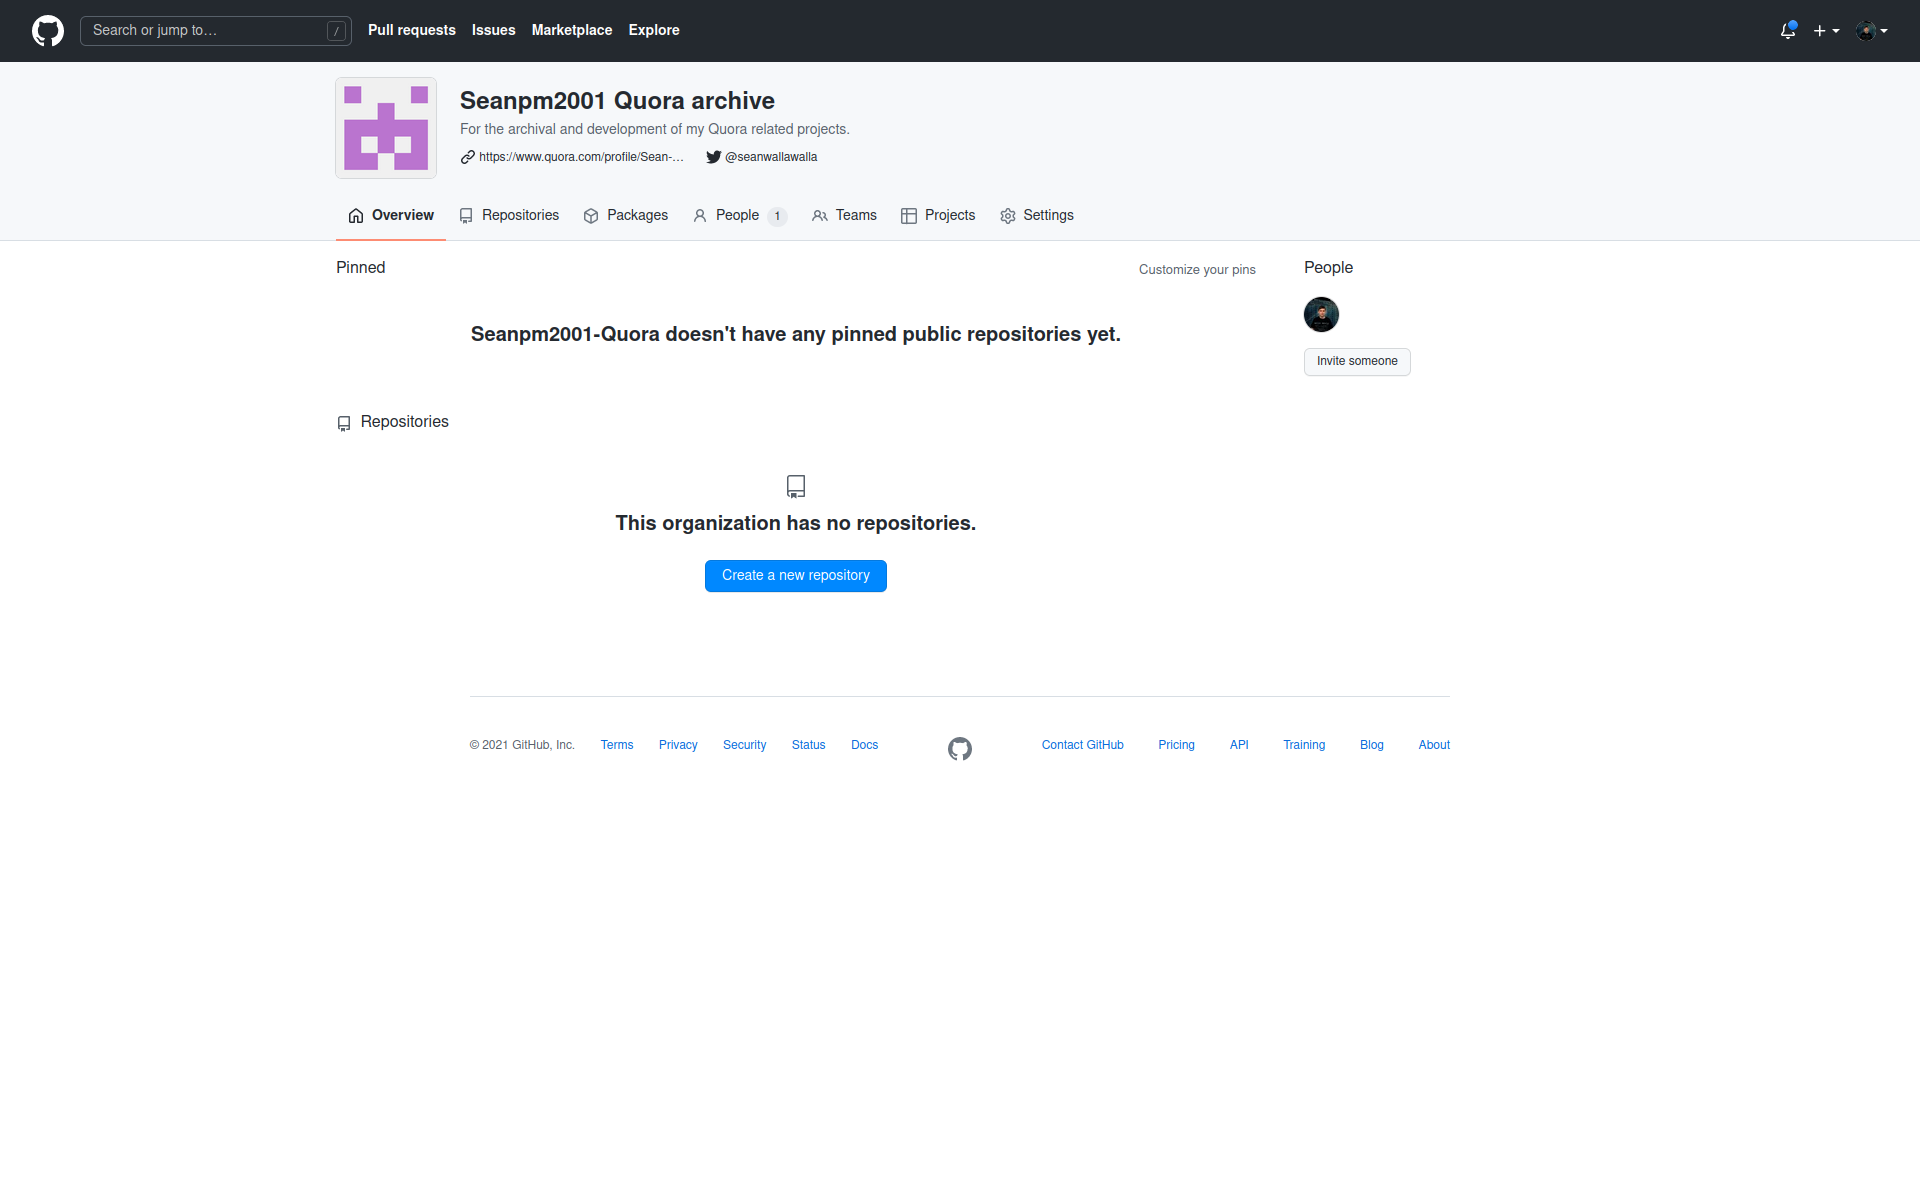 Search or jump to… /
Pull requests Issues Marketplace Explore
Seanpm2001 Quora archive
For the archival and development of my Quora related projects.
https://www.quora.com/profile/Sean-... @seanwallawalla
Overview Repositories Packages People 1 Teams Projects Settings
Pinned Customize your pins
Seanpm2001-Quora doesn't have any pinned public repositories yet.
People
Invite someone
Repositories
This organization has no repositories.
Create a new repository
© 2021 GitHub, Inc. Terms Privacy Security Status Docs Contact GitHub Pricing API Training Blog About